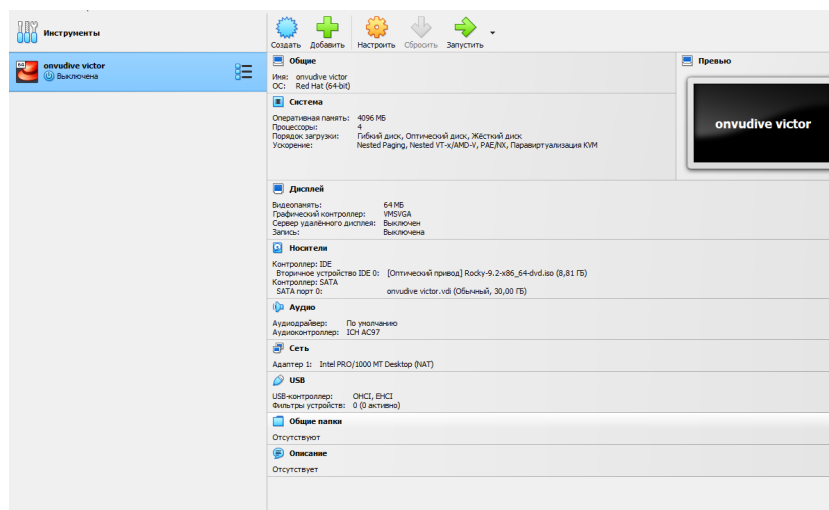 Инструменты
Создать Добавить Настроить Сбросить Запустить
64
onvudive victor
Выключена
Общие
Имя: onvudive victor
ОС: Red Hat (64-bit)
Превью
onvudive victor
Система
Оперативная память: 4096 МБ
Процессоры: 4
Порядок загрузки: Гибкий диск, Оптический диск, Жёсткий диск
Ускорение: Nested Paging, Nested VT-x/AMD-V, PAE/NX, Паравиртуализация KVM
Дисплей
Видеопамять: 64 МБ
Графический контроллер: VMSVGA
Сервер удалённого дисплея: Выключен
Запись: Выключена
Носители
Контроллер: IDE
Вторичное устройство IDE 0: [Оптический привод] Rocky-9.2-x86_64-dvd.iso (8,81 ГБ)
Контроллер: SATA
SATA порт 0: onvudive victor.vdi (Обычный, 30,00 ГБ)
Аудио
Аудиодрайвер: По умолчанию
Аудиоконтроллер: ICH AC97
Сеть
Адаптер 1: Intel PRO/1000 MT Desktop (NAT)
USB
USB-контроллер: OHCI, EHCI
Фильтры устройств: 0 (0 активно)
Общие папки
Отсутствуют
Описание
Отсутствует